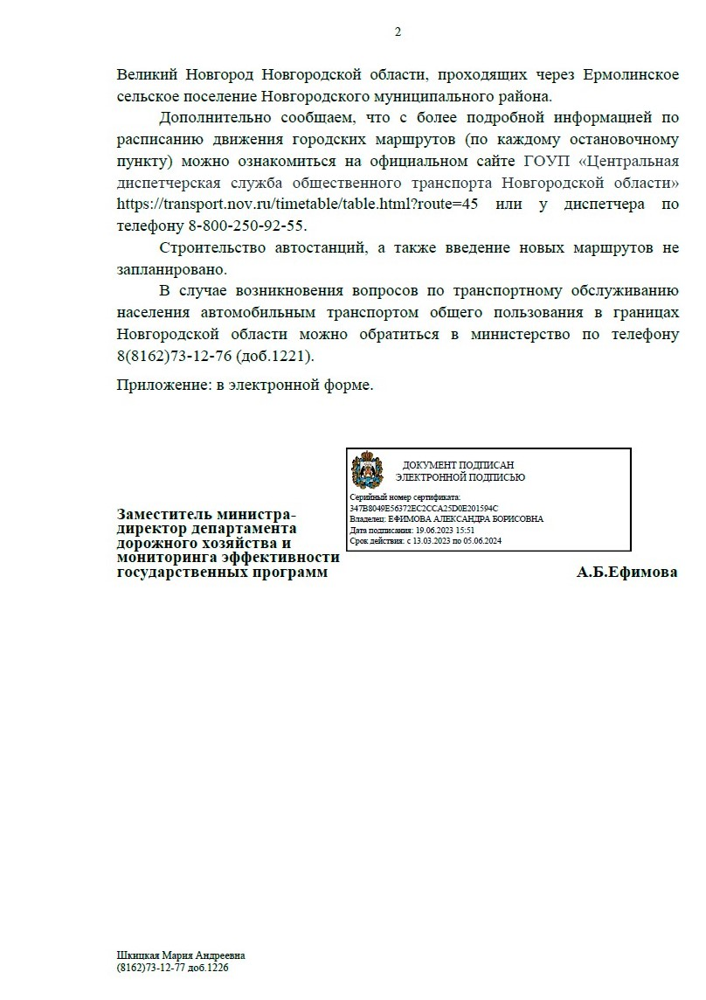 2
Великий Новгород Новгородской области, проходящих через Ермолинское
сельское поселение Новгородского муниципального района.
Дополнительно сообщаем, что с более подробной информацией по
расписанию движения городских маршрутов (по каждому остановочному
пункту) можно ознакомиться на официальном сайте ГОУП «Центральная
диспетчерская служба общественного транспорта Новгородской области»
https://transport.nov.ru/timetable/table.html?route=45 или у диспетчера по
телефону 8-800-250-92-55.
Строительство автостанций, а также введение новых маршрутов не
запланировано.
В случае возникновения вопросов по транспортному обслуживанию
населения автомобильным транспортом общего пользования в границах
Новгородской области можно обратиться в министерство по телефону
8(8162)73-12-76 (доб.1221).
Приложение: в электронной форме.
ДОКУМЕНТ ПОДПИСАН
ЭЛЕКТРОННОЙ ПОДПИСЬЮ
Серийный номер сертификата:
347B8049E56372EC2CCA25D0E201594C
Владелец: ЕФИМОВА АЛЕКСАНДРА БОРИСОВНА
Дата подписания: 19.06.2023 15:51
Срок действия: с 13.03.2023 по 05.06.2024
Заместитель министра-
директор департамента
дорожного хозяйства и
мониторинга эффективности
государственных программ
А.Б.Ефимова
Шкицкая Мария Андреевна
(8162)73-12-77 доб.1226